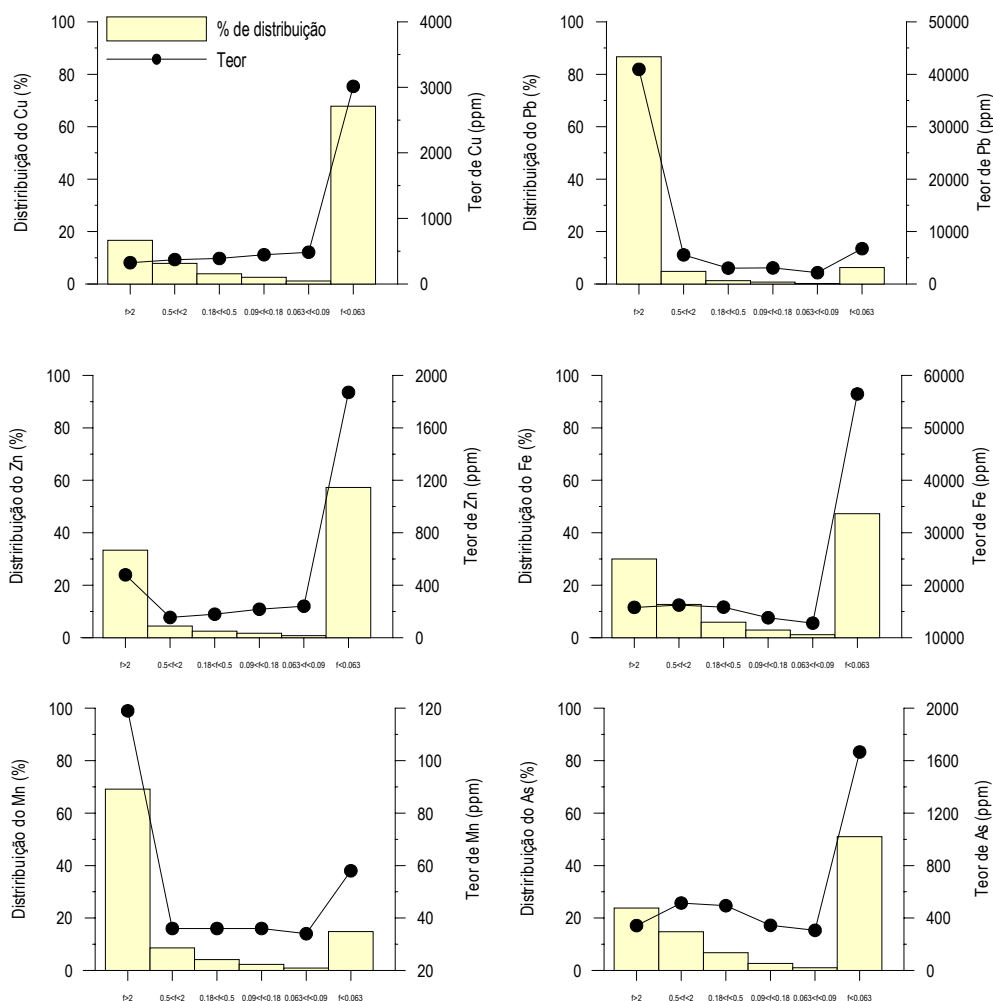 % de distribuição
Teor
Distriribuição do Cu (%)
100
80
60
40
20
0
4000
3000
2000
1000
0
Teor de Cu (ppm)
f>2
0.5<f<2
0.18<f<0.5
0.09<f<0.18
0.063<f<0.09
f<0.063
Distriribuição do Pb (%)
100
80
60
40
20
0
50000
40000
30000
20000
10000
0
Teor de Pb (ppm)
f>2
0.5<f<2
0.18<f<0.5
0.09<f<0.18
0.063<f<0.09
f<0.063
Distriribuição do Zn (%)
100
80
60
40
20
0
2000
1600
1200
800
400
0
Teor de Zn (ppm)
f>2
0.5<f<2
0.18<f<0.5
0.09<f<0.18
0.063<f<0.09
f<0.063
Distriribuição do Fe (%)
100
80
60
40
20
0
60000
50000
40000
30000
20000
10000
Teor de Fe (ppm)
f>2
0.5<f<2
0.18<f<0.5
0.09<f<0.18
0.063<f<0.09
f<0.063
Distriribuição do Mn (%)
100
80
60
40
20
0
120
100
80
60
40
20
Teor de Mn (ppm)
f>2
0.5<f<2
0.18<f<0.5
0.09<f<0.18
0.063<f<0.09
f<0.063
Distriribuição do As (%)
100
80
60
40
20
0
2000
1600
1200
800
400
0
Teor de As (ppm)
f>2
0.5<f<2
0.18<f<0.5
0.09<f<0.18
0.063<f<0.09
f<0.063